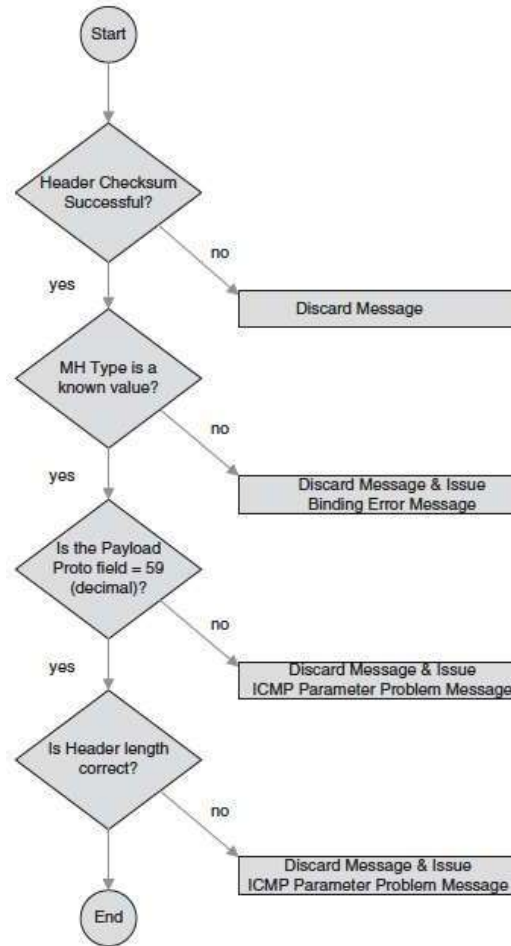 Start
Header Checksum
Successful?
no
yes
Discard Message
MH Type is a
known value?
no
yes
Discard Message & Issue
Binding Error Message
Is the Payload
Proto field = 59
(decimal)?
no
yes
Discard Message & Issue
ICMP Parameter Problem Message
Is Header length
correct?
no
Discard Message & Issue
ICMP Parameter Problem Message
End